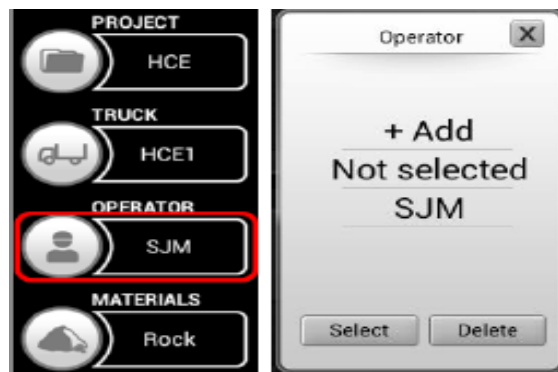 PROJECT
HCE
TRUCK
HCE1
OPERATOR
SJM
MATERIALS
Rock
Operator
X
+ Add
Not selected
SJM
Select
Delete